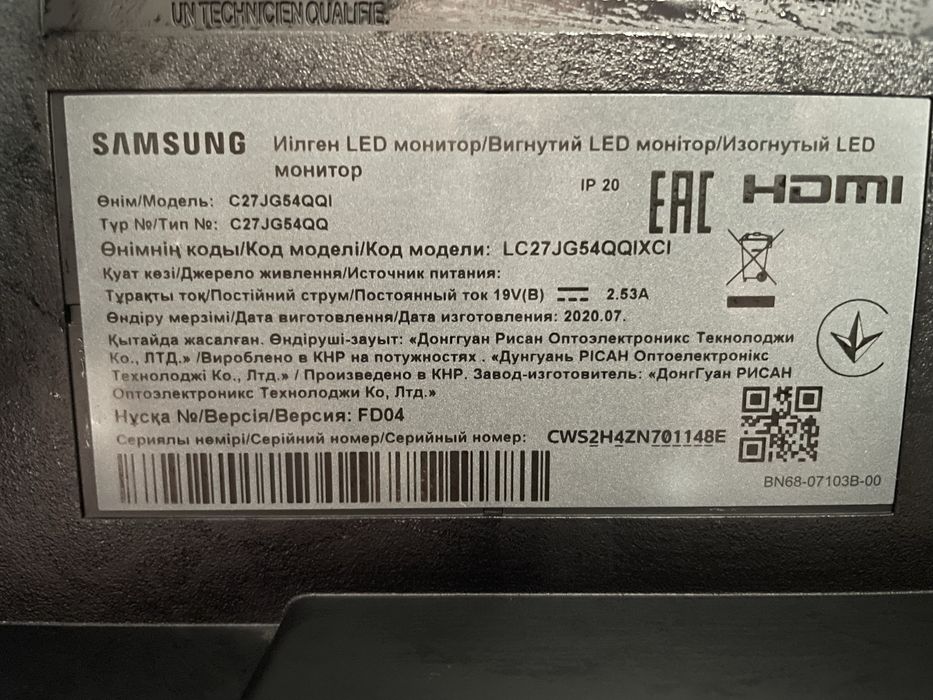 UN TECHNICIEN QUALIFIE.
SAMSUNG
Иілген LED монитор/Вигнутий LED монітор/Изогнутый LED
монитор
IP 20
EAC
HDMI
Өнім/Модель: C27JG54QQI
Түр №/Тип №: C27JG54QQ
Өнімнің коды/Код моделі/Код модели: LC27JG54QQIXCI
Қуат көзі/Джерело живлення/Источник питания:
Тұрақты ток/Постійний струм/Постоянный ток 19V(В) 2.53A
Өндіру мерзімі/Дата виготовлення/Дата изготовления: 2020.07.
Қытайда жасалған. Өндіруші-зауыт: «Донггуан Рисан Оптоэлектроникс Текнолоджи
Ко., ЛТД.» /Вироблено в КНР на потужностях . «Дунгуань РІСАН Оптоелектронікс
Технолоджі Ко., Лтд.» / Произведено в КНР. Завод-изготовитель: «ДонгГуан РИСАН
Оптоэлектроникс Технолоджи Ко, Лтд.»
Нұсқа №/Версія/Версия: FD04
Сериялы нөмірі/Серійний номер/Серийный номер: CWS2H4ZN701148E
BN68-07103B-00